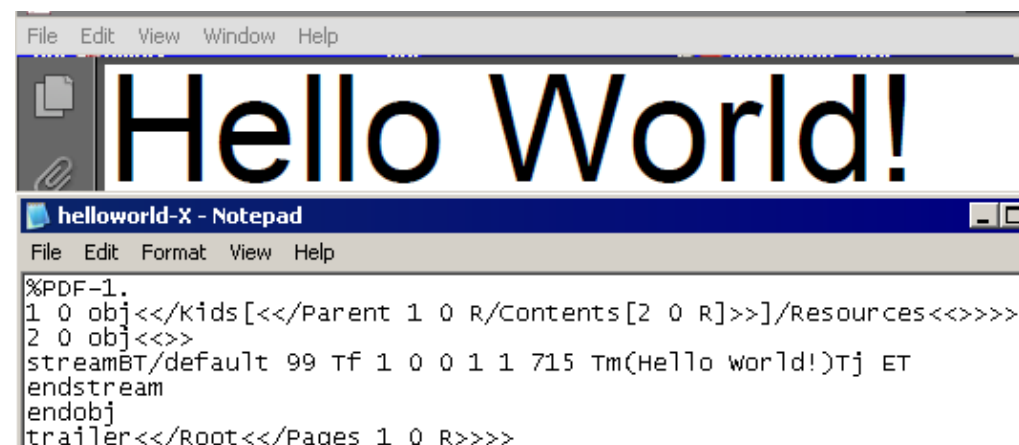 File Edit View Window Help
Hello World!
helloworld-X - Notepad
File Edit Format View Help
%PDF-1.
1 0 obj<</Kids[<</Parent 1 0 R/Contents[2 0 R]>>]/Resources<<>>>>
2 0 obj<<>>
streamBT/default 99 Tf 1 0 0 1 1 715 Tm(Hello World!)Tj ET
endstream
endobj
trailer<</Root<</Pages 1 0 R>>>>